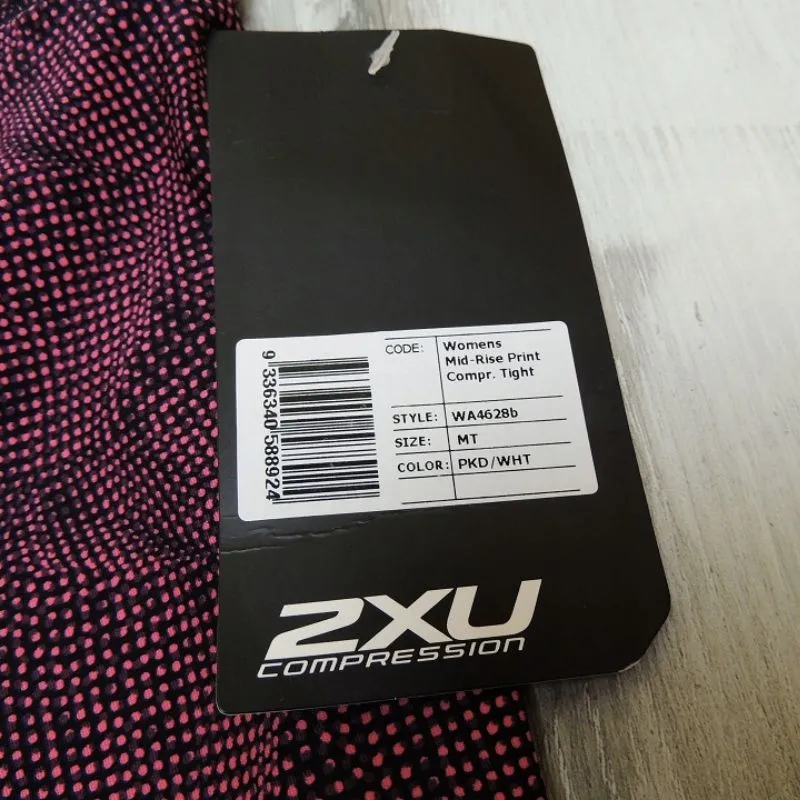 CODE: Womens
Mid-Rise Print
Compr. Tight
STYLE: WA4628b
SIZE: MT
COLOR: PKD/WHT
9 336340 588924
2XU
COMPRESSION